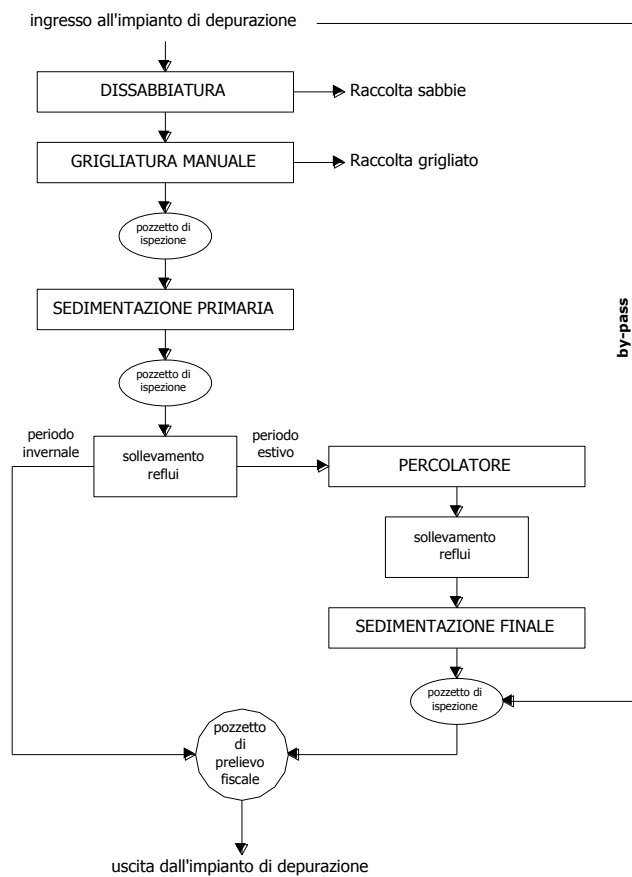 ingresso all'impianto di depurazione
DISSABBIATURA
Raccolta sabbie
GRIGLIATURA MANUALE
Raccolta grigliato
pozzetto di
ispezione
SEDIMENTAZIONE PRIMARIA
by-pass
pozzetto di
ispezione
periodo
invernale
sollevamento
reflui
periodo
estivo
PERCOLATORE
sollevamento
reflui
SEDIMENTAZIONE FINALE
pozzetto di
ispezione
pozzetto
di
prelievo
fiscale
uscita dall'impianto di depurazione